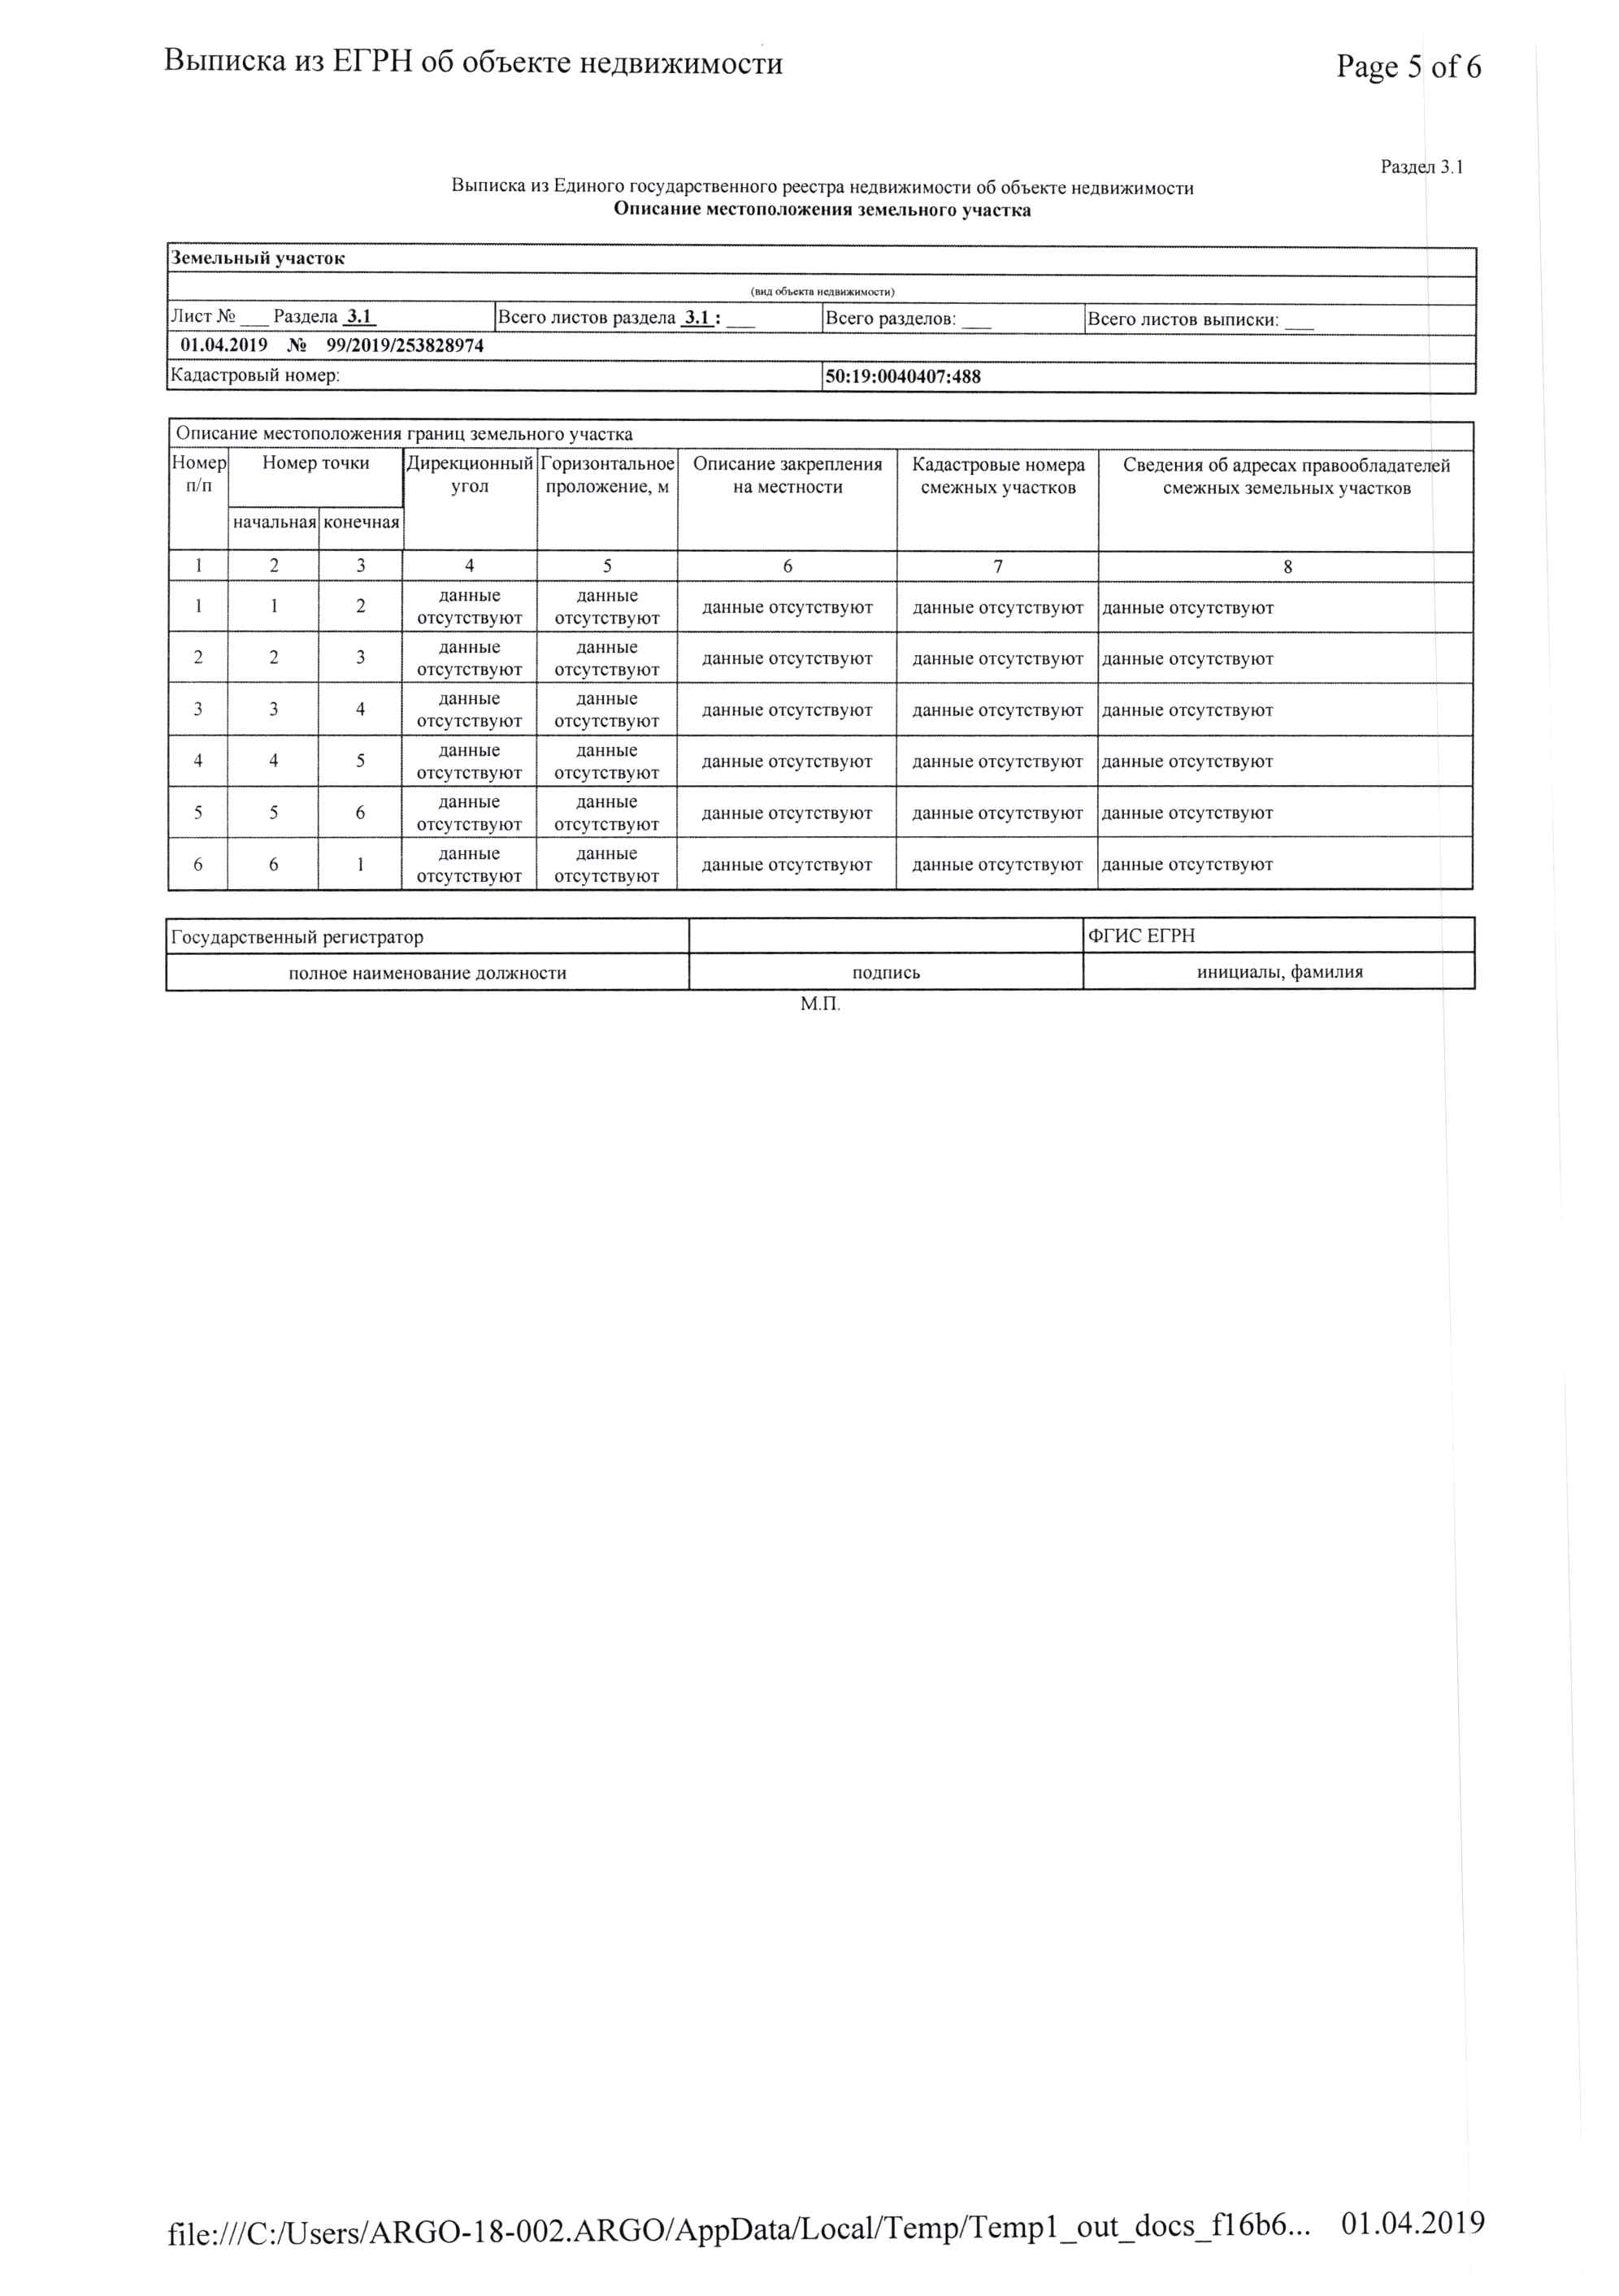 Выписка из ЕГРН об объекте недвижимости Page 5 of 6
Раздел 3.1
Выписка из Единого государственного реестра недвижимости об объекте недвижимости
Описание местоположения земельного участка
Земельный участок
(вид объекта недвижимости)
Лист № ___ Раздела 3.1 Всего листов раздела 3.1 : ___ Всего разделов: ___ Всего листов выписки: ___
01.04.2019 № 99/2019/253828974
Кадастровый номер: 50:19:0040407:488
Описание местоположения границ земельного участка
Номер Номер точки Дирекционный Горизонтальное Описание закрепления Кадастровые номера Сведения об адресах правообладателей
п/п угол проложение, м на местности смежных участков смежных земельных участков
начальная конечная
1 2 3 4 5 6 7 8
данные данные
1 1 2 данные отсутствуют данные отсутствуют данные отсутствуют
отсутствуют отсутствуют
данные данные
2 2 3 данные отсутствуют данные отсутствуют данные отсутствуют
отсутствуют отсутствуют
данные данные
3 3 4 данные отсутствуют данные отсутствуют данные отсутствуют
отсутствуют отсутствуют
данные данные
4 4 5 данные отсутствуют данные отсутствуют данные отсутствуют
отсутствуют отсутствуют
данные данные
5 5 6 данные отсутствуют данные отсутствуют данные отсутствуют
отсутствуют отсутствуют
данные данные
6 6 1 данные отсутствуют данные отсутствуют данные отсутствуют
отсутствуют отсутствуют
Государственный регистратор ФГИС ЕГРН
полное наименование должности подпись инициалы, фамилия
М.П.
file:///C:/Users/ARGO-18-002.ARGO/AppData/Local/Temp/Temp1_out_docs_f16b6... 01.04.2019